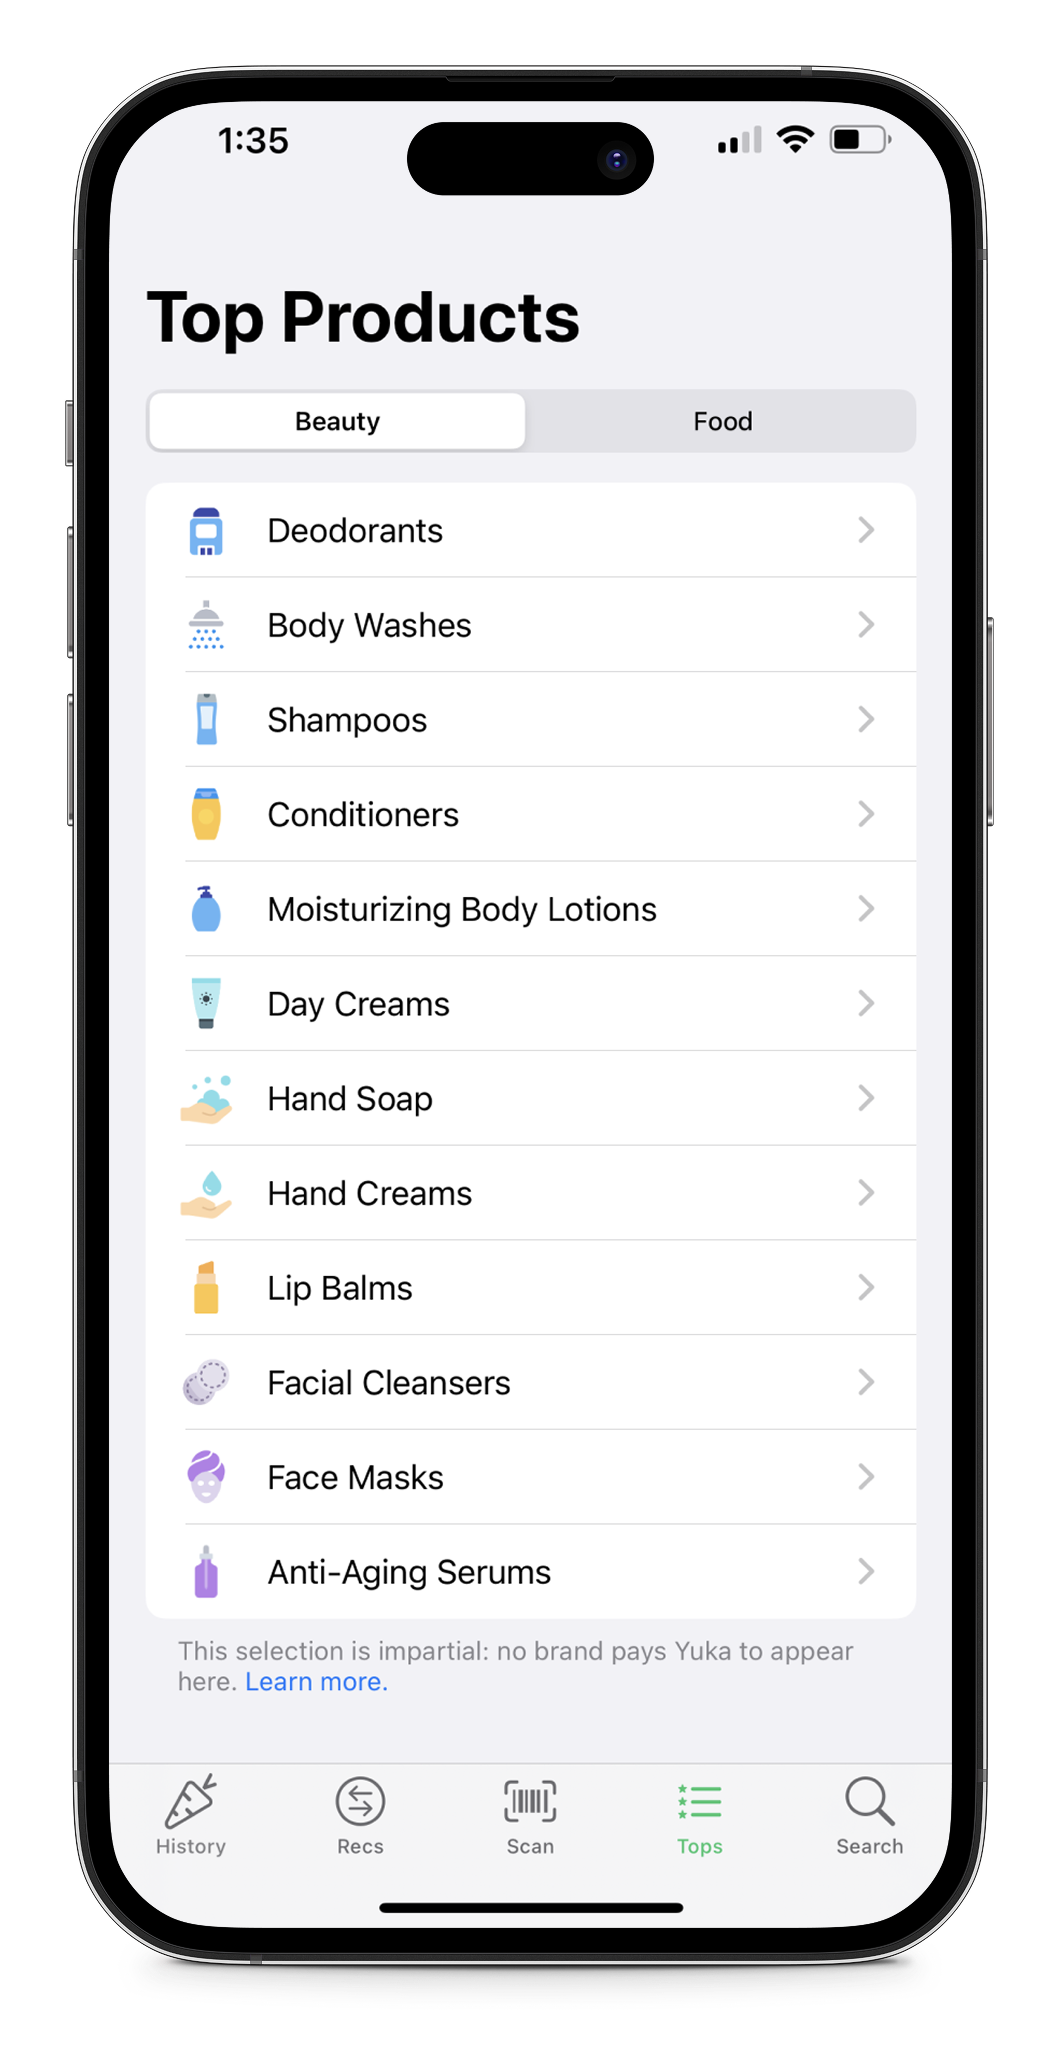 1:35
Top Products
Beauty
Food
Deodorants
Body Washes
Shampoos
Conditioners
Moisturizing Body Lotions
Day Creams
Hand Soap
Hand Creams
Lip Balms
Facial Cleansers
Face Masks
Anti-Aging Serums
This selection is impartial: no brand pays Yuka to appear
here. Learn more.
History
Recs
Scan
Tops
Search